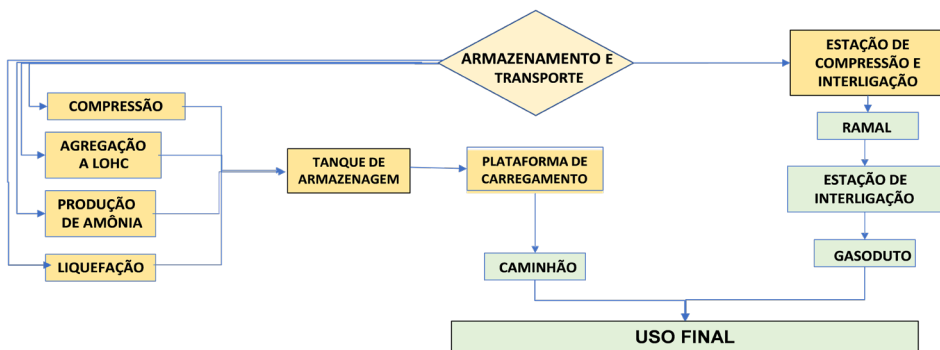 ARMAZENAMENTO E
TRANSPORTE
ESTAÇÃO DE
COMPRESSÃO E
INTERLIGAÇÃO
COMPRESSÃO
RAMAL
AGREGAÇÃO
A LOHC
TANQUE DE
ARMAZENAGEM
PLATAFORMA DE
CARREGAMENTO
ESTAÇÃO DE
INTERLIGAÇÃO
PRODUÇÃO
DE AMÔNIA
LIQUEFAÇÃO
CAMINHÃO
GASODUTO
USO FINAL